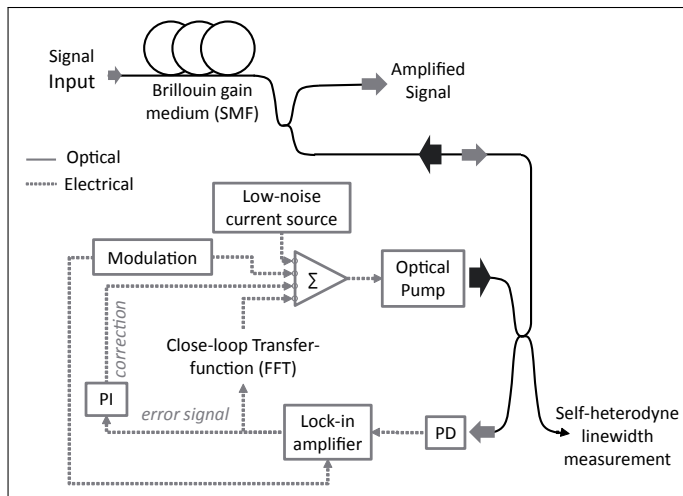 Signal
Input
Brillouin gain
medium (SMF)
Amplified
Signal
Optical
Electrical
Low-noise
current source
Modulation
Σ
Optical
Pump
correction
Close-loop Transfer-
function (FFT)
PI
error signal
Lock-in
amplifier
PD
Self-heterodyne
linewidth
measurement